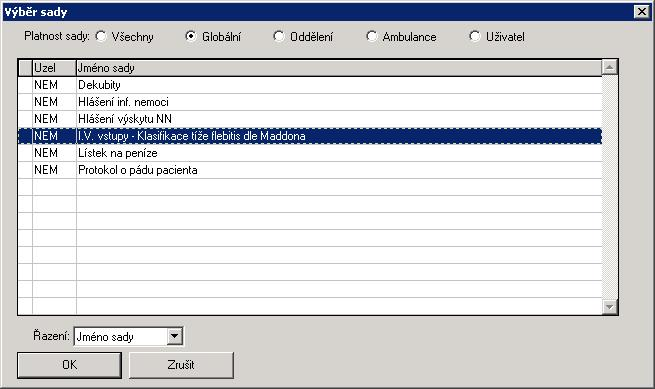 Výběr sady
Platnost sady: Všechny Globální Oddělení Ambulance Uživatel
Uzel Jméno sady
NEM Dekubity
NEM Hlášení inf. nemoci
NEM Hlášení výskytu NN
NEM I.V. vstupy - Klasifikace tíže flebitis dle Maddona
NEM Lístek na peníze
NEM Protokol o pádu pacienta
Řazení: Jméno sady
OK Zrušit